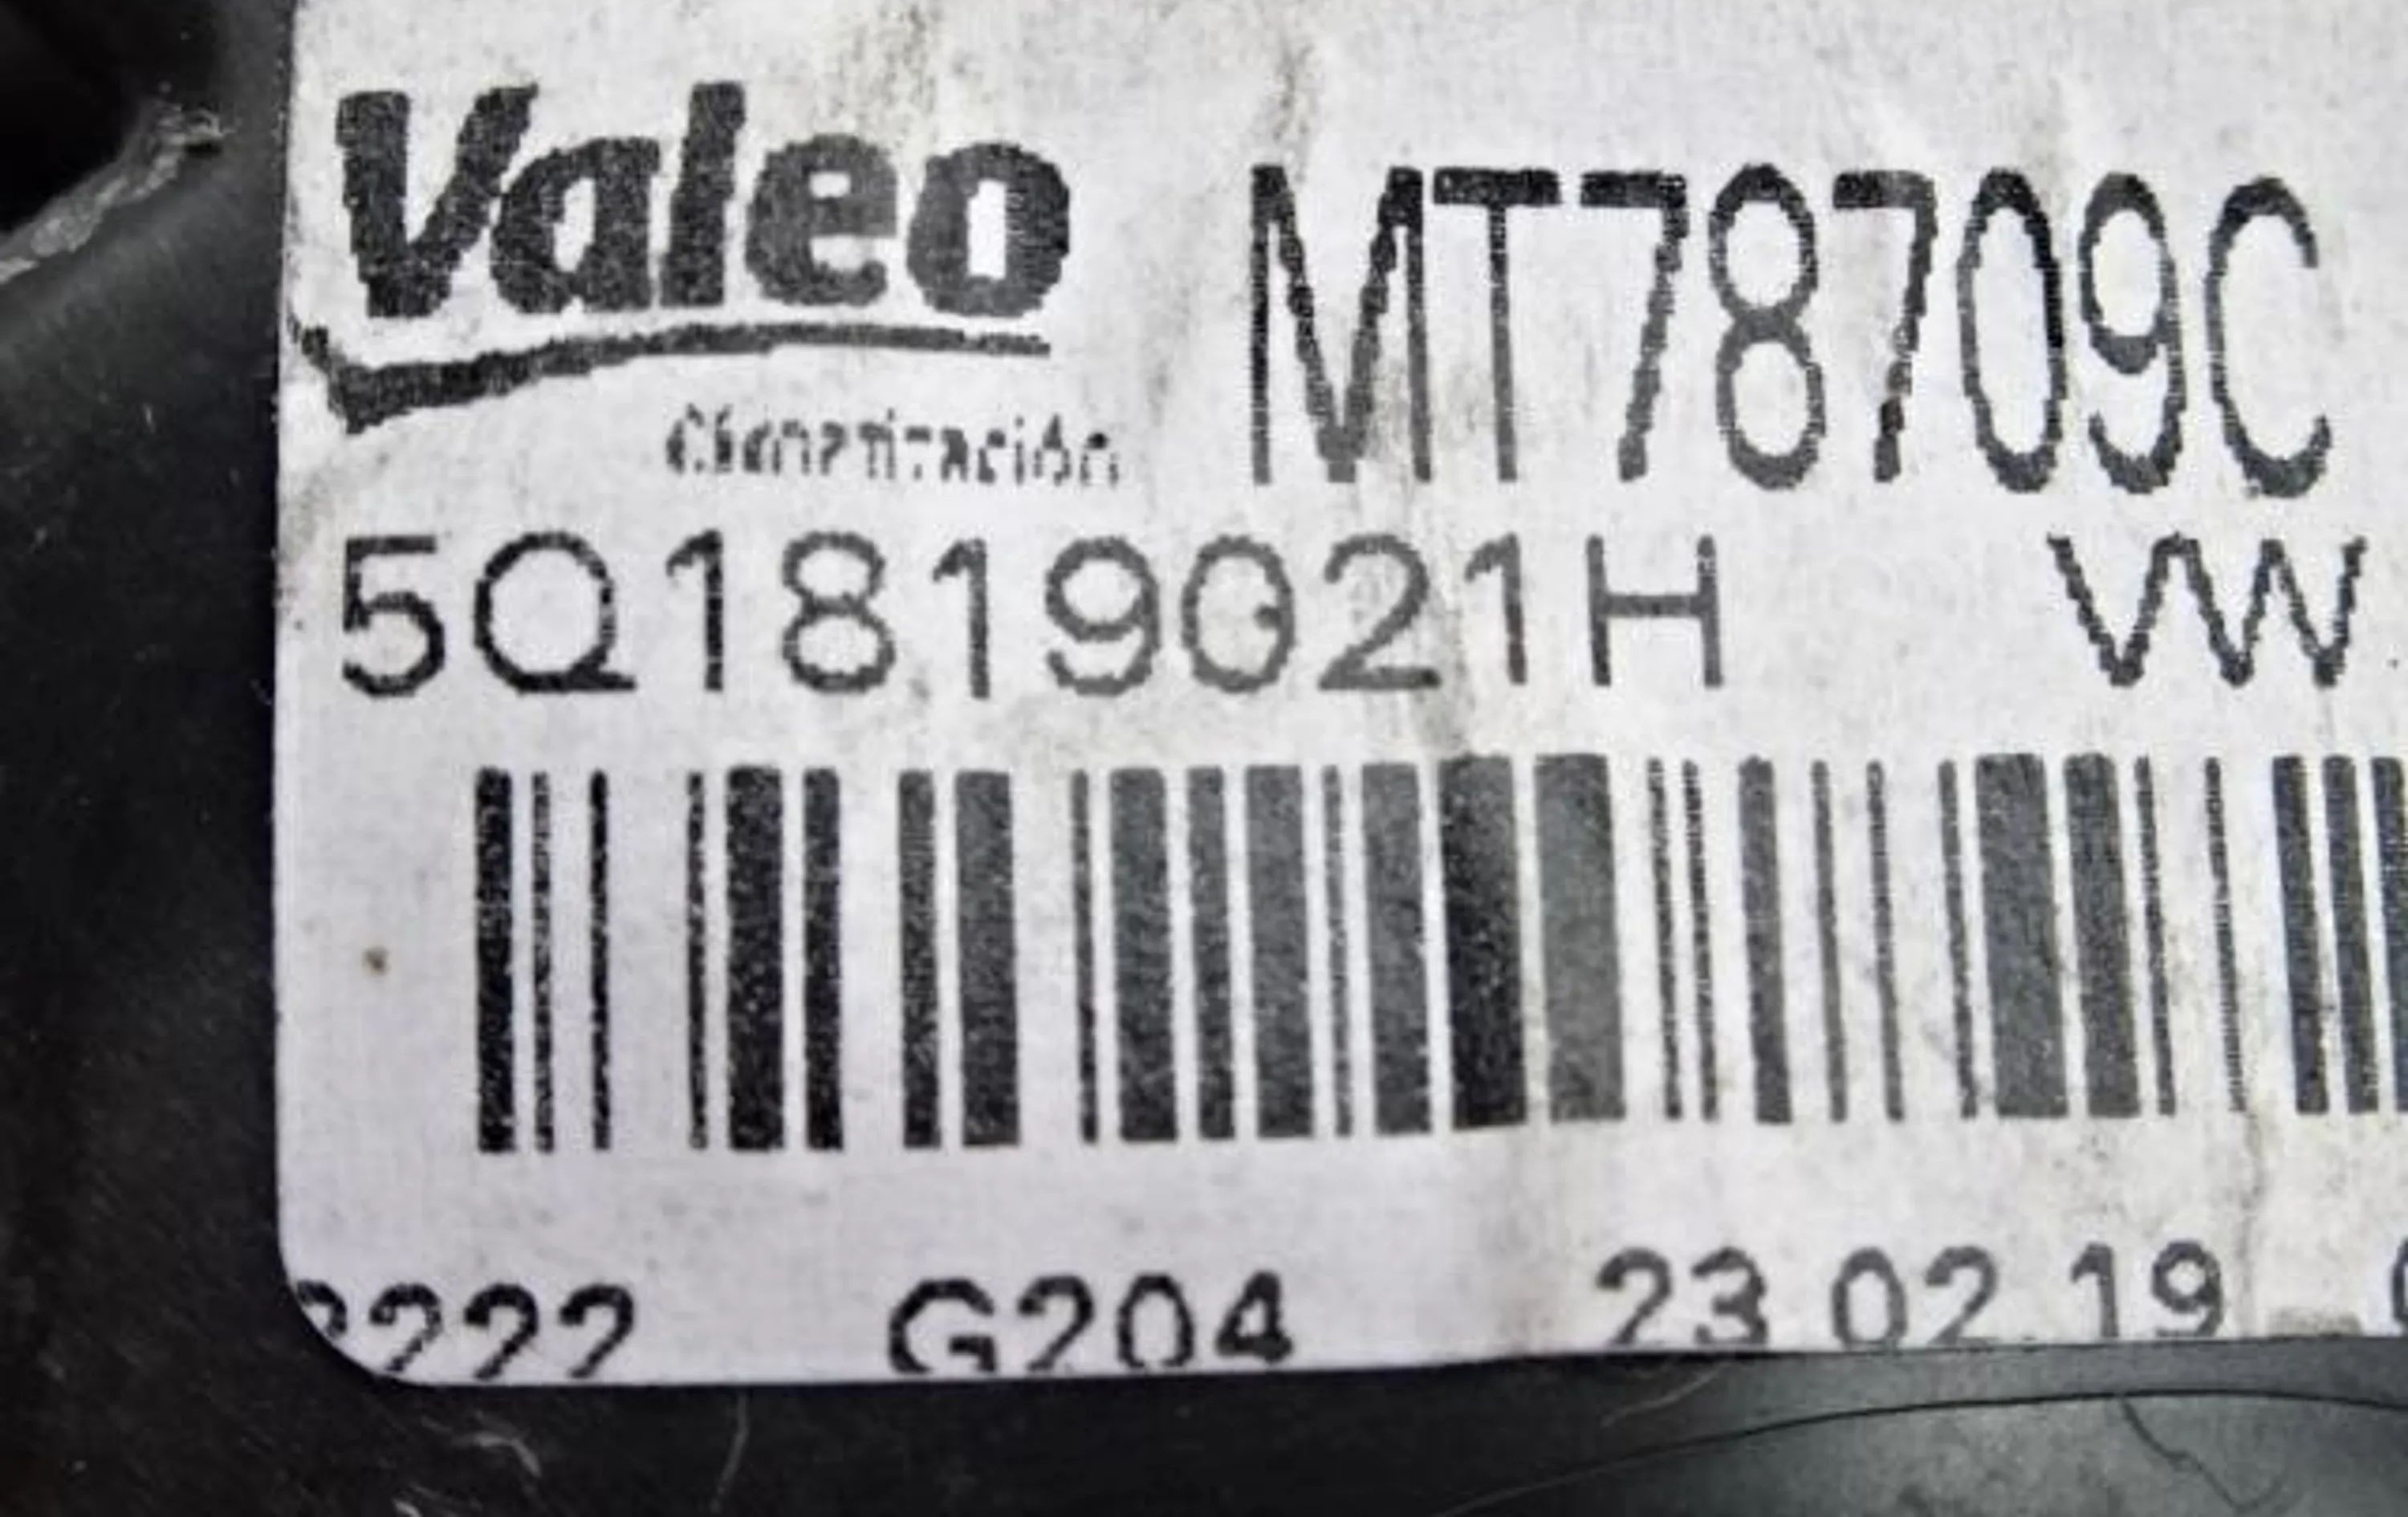 Valeo MT78709C
Climatización
5Q1819021H VW
G204 23.02.19